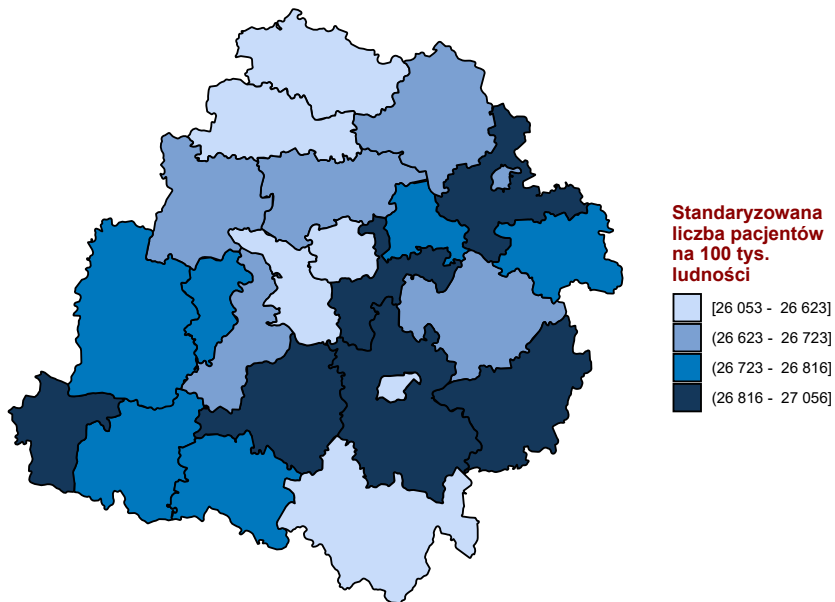 Standaryzowana
liczba pacjentów
na 100 tys.
ludności
[26 053 - 26 623]
(26 623 - 26 723]
(26 723 - 26 816]
(26 816 - 27 056]